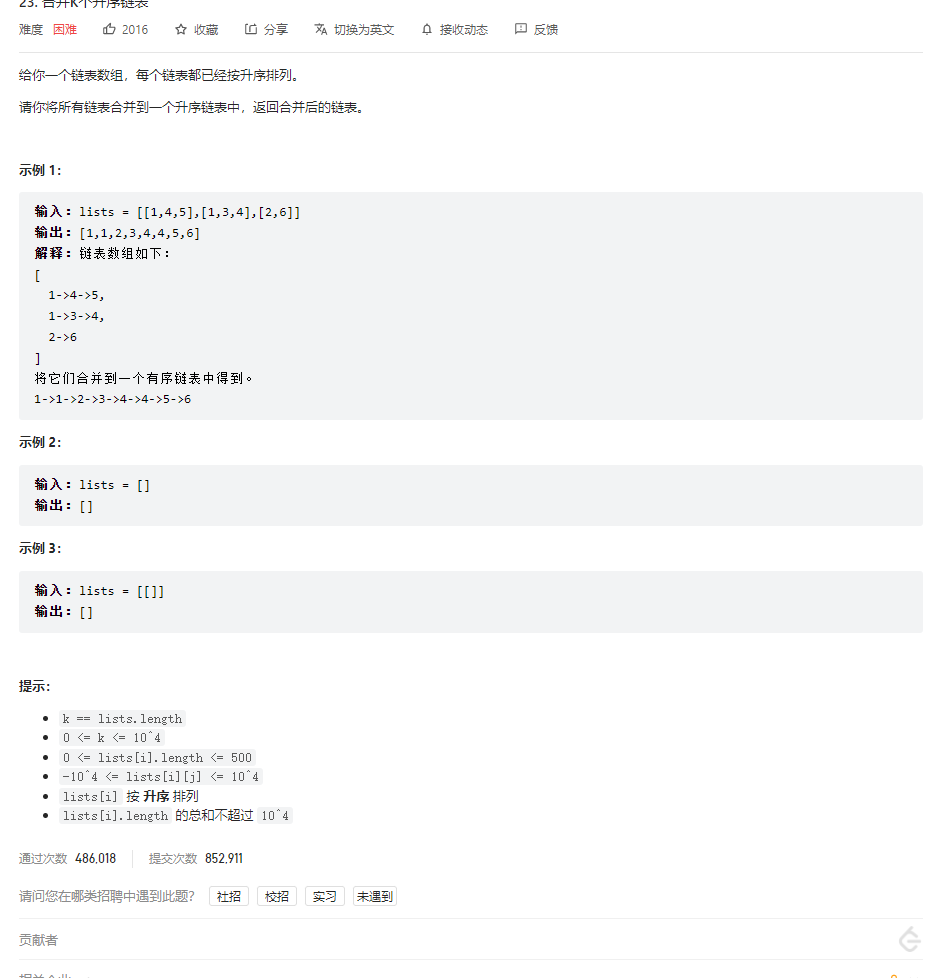 23. 合并K个升序链表
难度 困难 2016 收藏 分享 切换为英文 接收动态 反馈
给你一个链表数组，每个链表都已经按升序排列。
请你将所有链表合并到一个升序链表中，返回合并后的链表。
示例 1：
输入：lists = [[1,4,5],[1,3,4],[2,6]]
输出：[1,1,2,3,4,4,5,6]
解释：链表数组如下：
[
1->4->5,
1->3->4,
2->6
]
将它们合并到一个有序链表中得到。
1->1->2->3->4->4->5->6
示例 2：
输入：lists = []
输出：[]
示例 3：
输入：lists = [[]]
输出：[]
提示：
k == lists.length
0 <= k <= 10^4
0 <= lists[i].length <= 500
-10^4 <= lists[i][j] <= 10^4
lists[i] 按 升序 排列
lists[i].length 的总和不超过 10^4
通过次数 486,018 提交次数 852,911
请问您在哪类招聘中遇到此题？ 社招 校招 实习 未遇到
贡献者